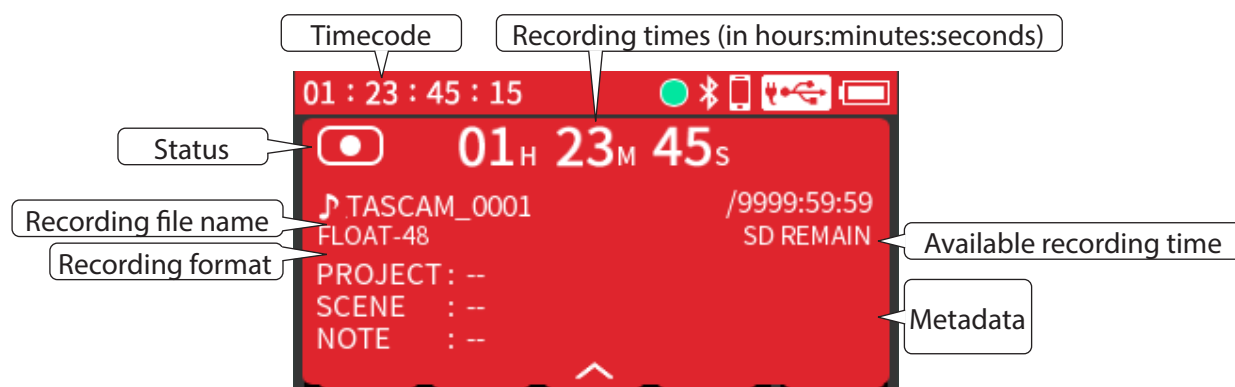 Timecode
Recording times (in hours:minutes:seconds)
01 : 23 : 45 : 15
Status
01H 23M 45S
TASCAM_0001
/9999:59:59
Recording file name
FLOAT-48
SD REMAIN
Available recording time
Recording format
PROJECT : --
SCENE : --
Metadata
NOTE : --